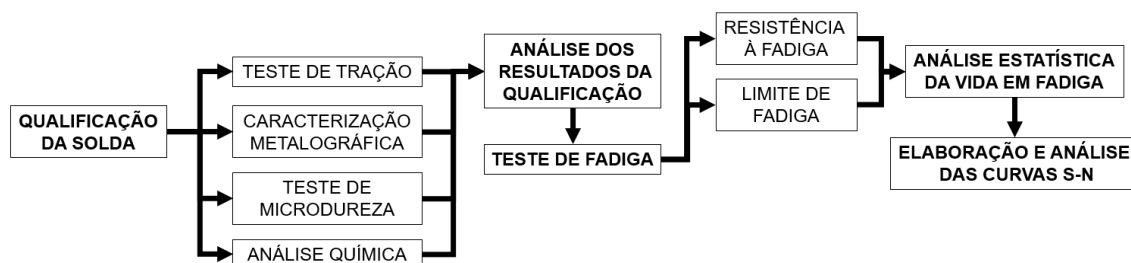 QUALIFICAÇÃO
DA SOLDA
TESTE DE TRAÇÃO
CARACTERIZAÇÃO
METALOGRÁFICA
TESTE DE
MICRODUREZA
ANÁLISE QUÍMICA
ANÁLISE DOS
RESULTADOS DA
QUALIFICAÇÃO
TESTE DE FADIGA
RESISTÊNCIA
À FADIGA
LIMITE DE
FADIGA
ANÁLISE ESTATÍSTICA
DA VIDA EM FADIGA
ELABORAÇÃO E ANÁLISE
DAS CURVAS S-N